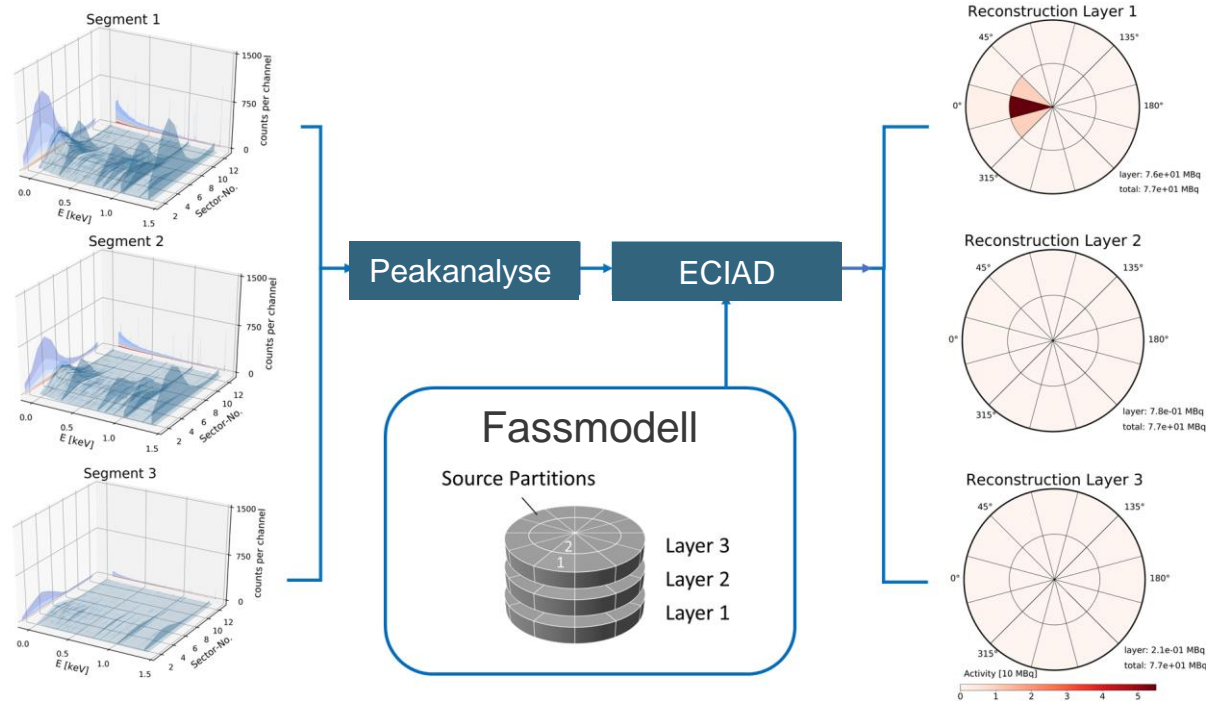 Segment 1
1500
750
0
counts per channel
0.0
0.5
1.0
1.5
E [keV]
2
4
6
8
10
12
Sector-No.
Segment 2
1500
750
0
counts per channel
0.0
0.5
1.0
1.5
E [keV]
2
4
6
8
10
12
Sector-No.
Segment 3
1500
750
0
counts per channel
0.0
0.5
1.0
1.5
E [keV]
2
4
6
8
10
12
Sector-No.
Peakanalyse
ECIAD
Fassmodell
Source Partitions
2
1
Layer 3
Layer 2
Layer 1
Reconstruction Layer 1
45°
135°
0°
180°
315°
layer: 7.6e+01 MBq
total: 7.7e+01 MBq
Reconstruction Layer 2
45°
135°
0°
180°
315°
layer: 7.8e-01 MBq
total: 7.7e+01 MBq
Reconstruction Layer 3
45°
135°
0°
180°
315°
layer: 2.1e-01 MBq
total: 7.7e+01 MBq
Activity [10 MBq]
0 1 2 3 4 5